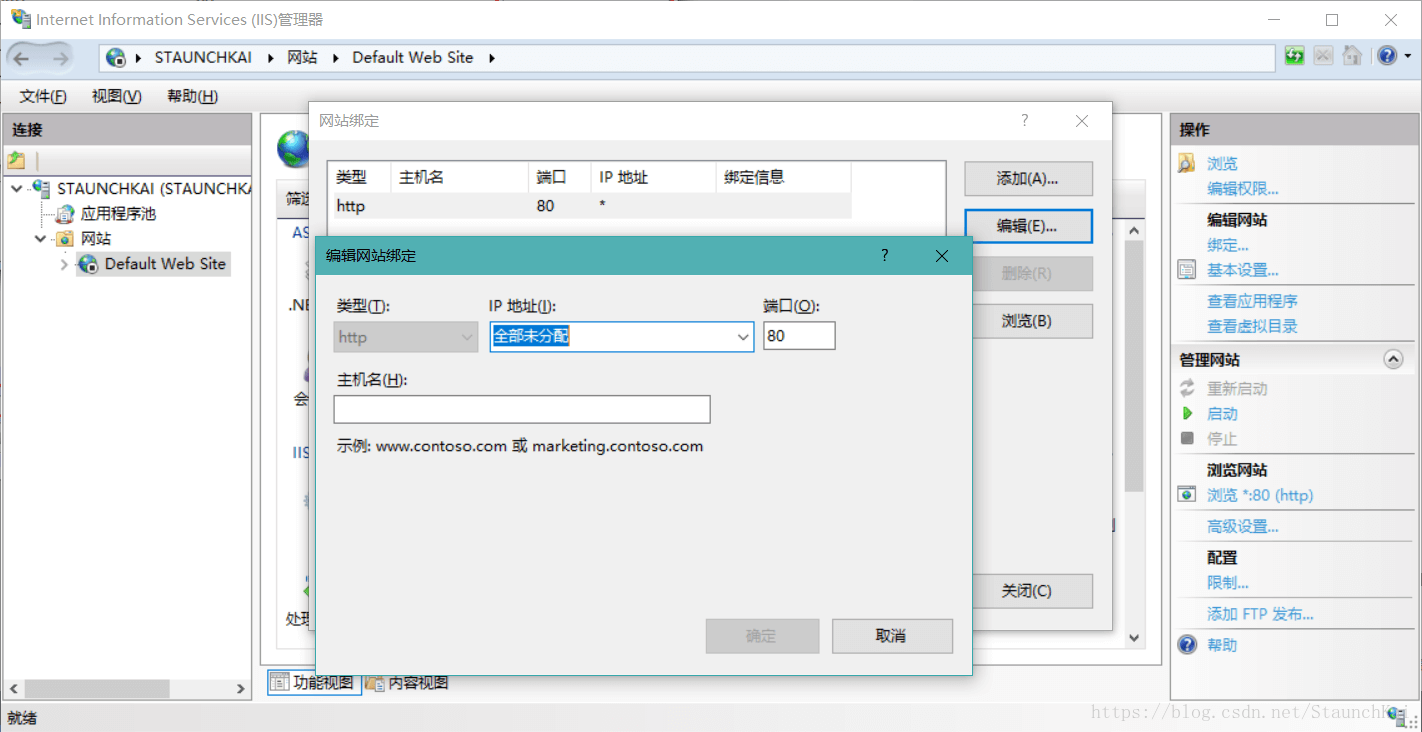 Internet Information Services (IIS)管理器
STAUNCHKAI 网站 Default Web Site
文件(F) 视图(V) 帮助(H)
连接
STAUNCHKAI (STAUNCHKA
应用程序池
网站
Default Web Site
筛选
AS
.NE
会
IIS
处理
功能视图 内容视图
就绪
网站绑定 ?
类型 主机名 端口 IP 地址 绑定信息
http 80 *
添加(A)...
编辑(E)...
删除(R)
浏览(B)
关闭(C)
编辑网站绑定 ?
类型(T): IP 地址(I): 端口(O):
http 全部未分配 80
主机名(H):
示例: www.contoso.com 或 marketing.contoso.com
确定 取消
操作
浏览
编辑权限...
编辑网站
绑定...
基本设置...
查看应用程序
查看虚拟目录
管理网站
重新启动
启动
停止
浏览网站
浏览 *:80 (http)
高级设置...
配置
限制...
添加 FTP 发布...
帮助
https://blog.csdn.net/StaunchKai